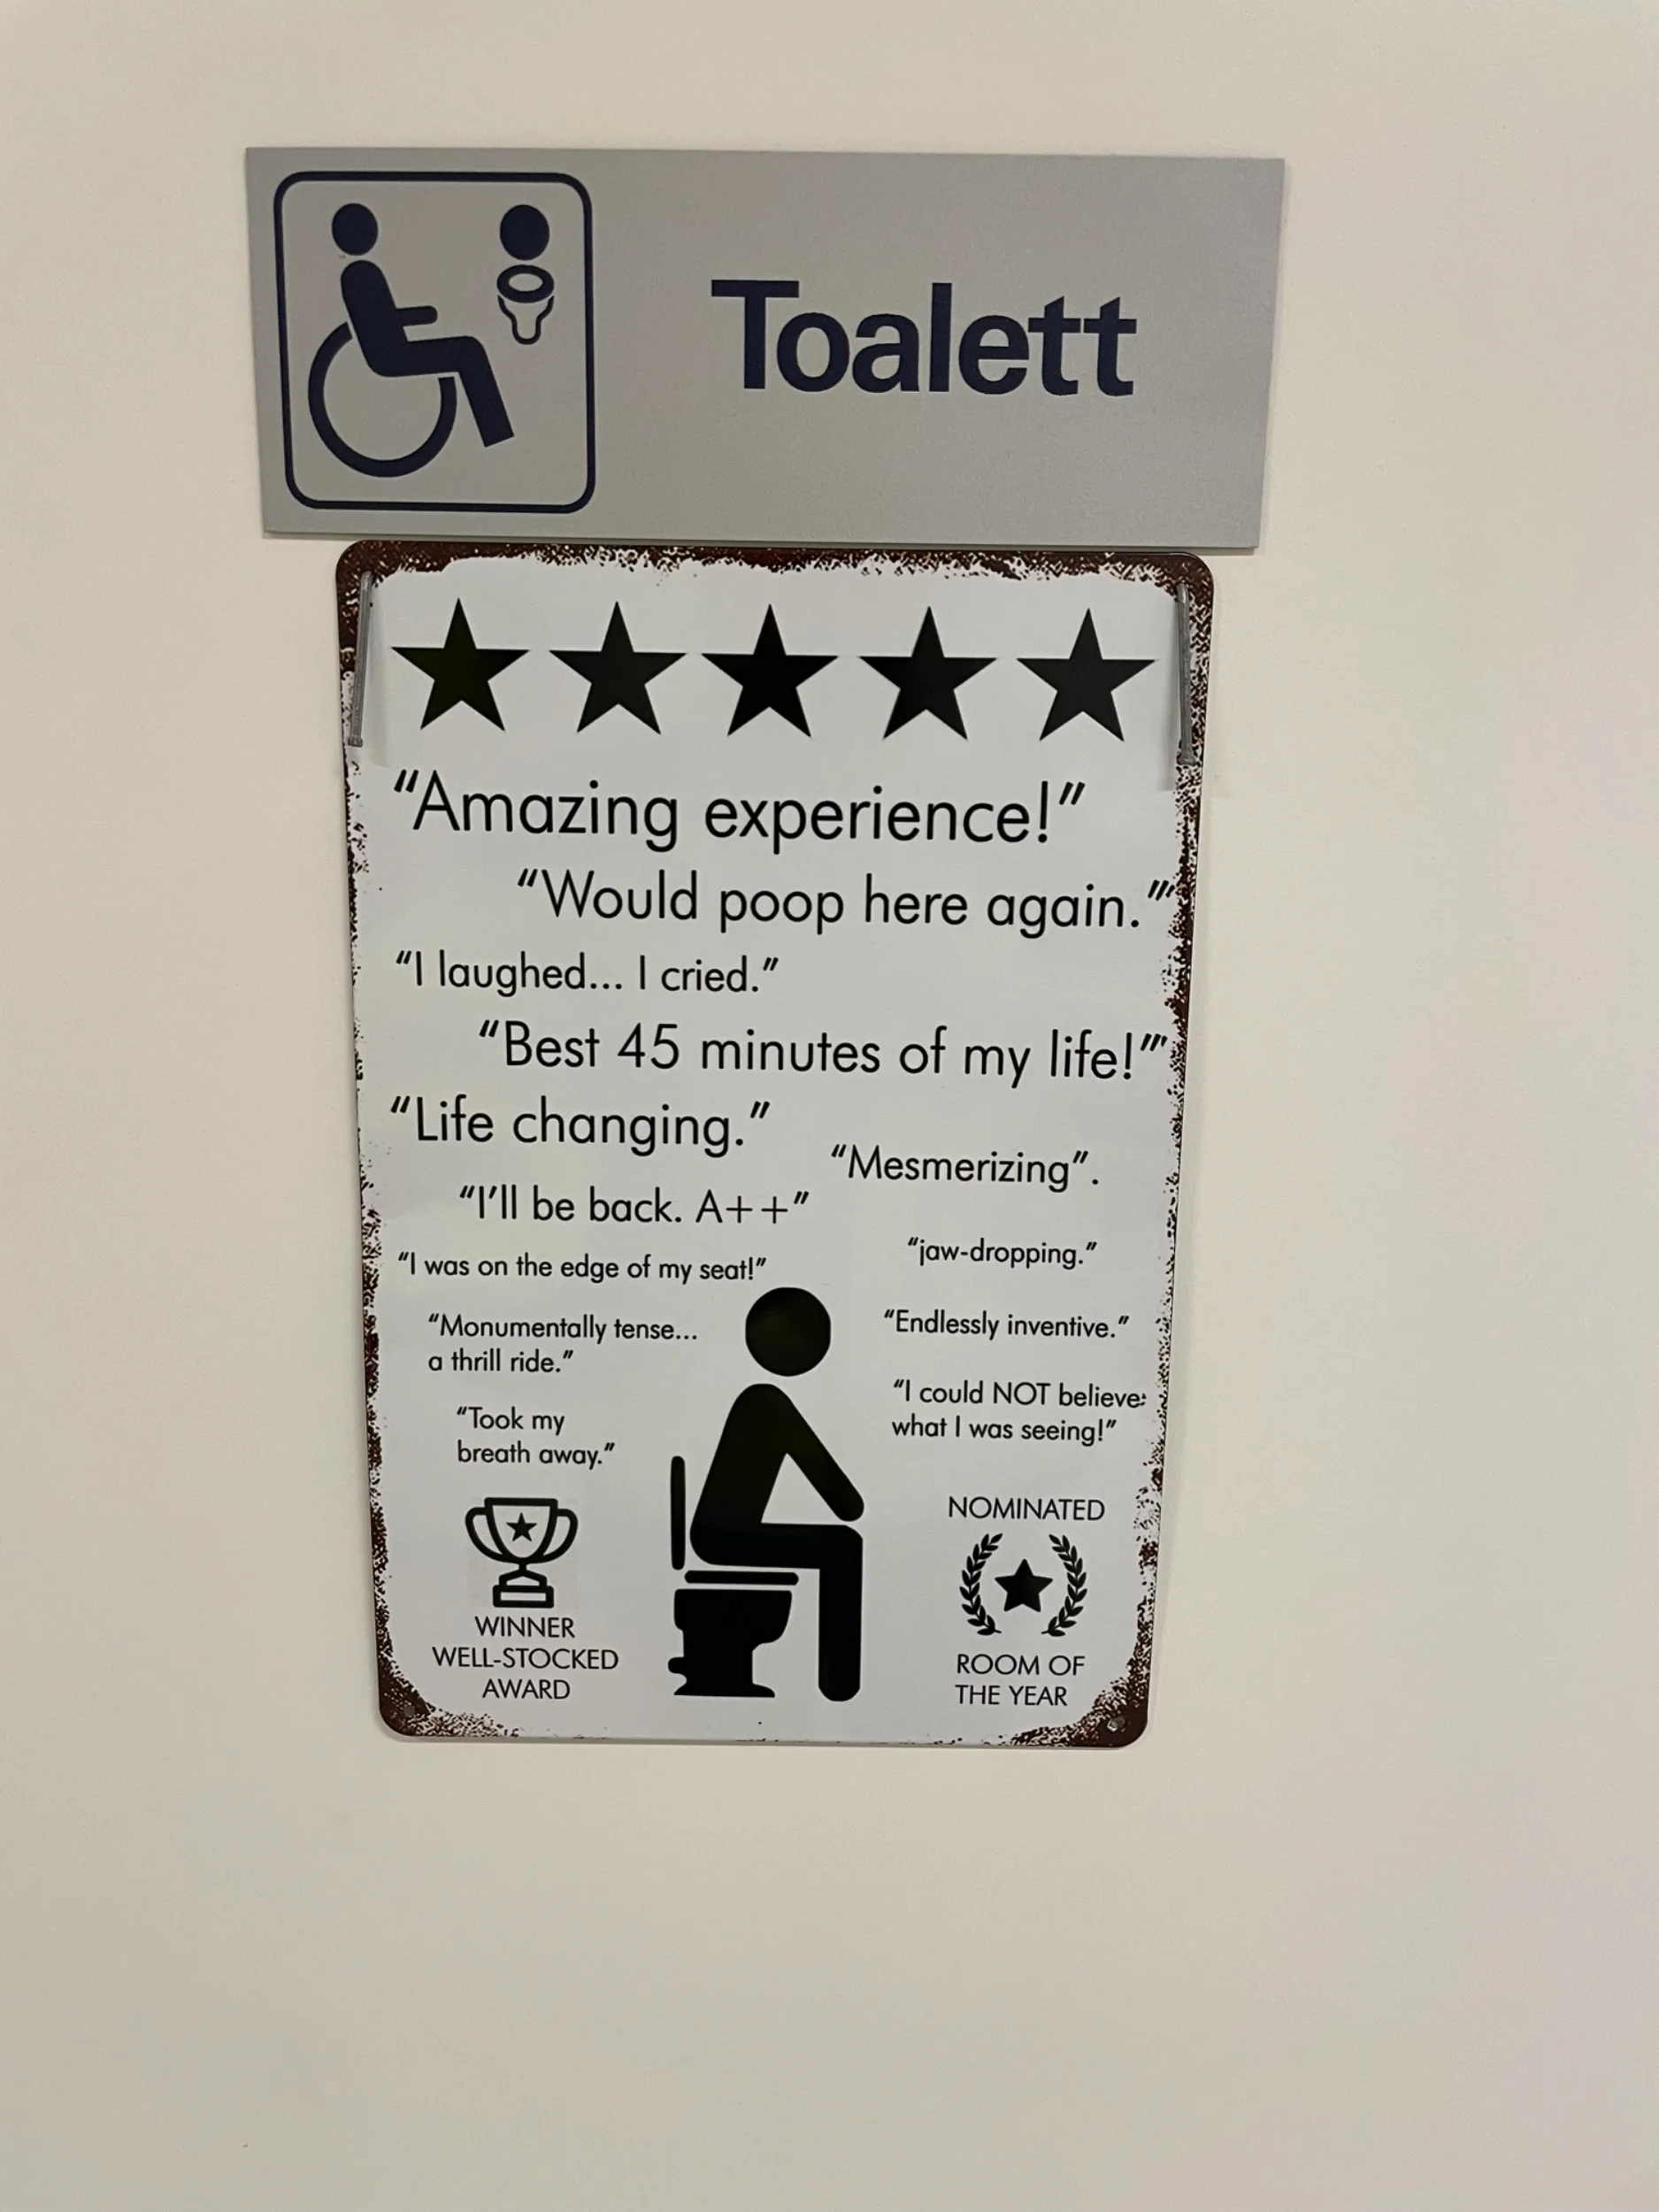 Toalett
“Amazing experience!”
“Would poop here again.”
“I laughed... I cried.”
“Best 45 minutes of my life!”
“Life changing.”
“Mesmerizing”.
“I’ll be back. A++”
“jaw-dropping.”
“I was on the edge of my seat!”
“Endlessly inventive.”
“Monumentally tense...
a thrill ride.”
“I could NOT believe
what I was seeing!”
“Took my
breath away.”
WINNER
WELL-STOCKED
AWARD
NOMINATED
ROOM OF
THE YEAR